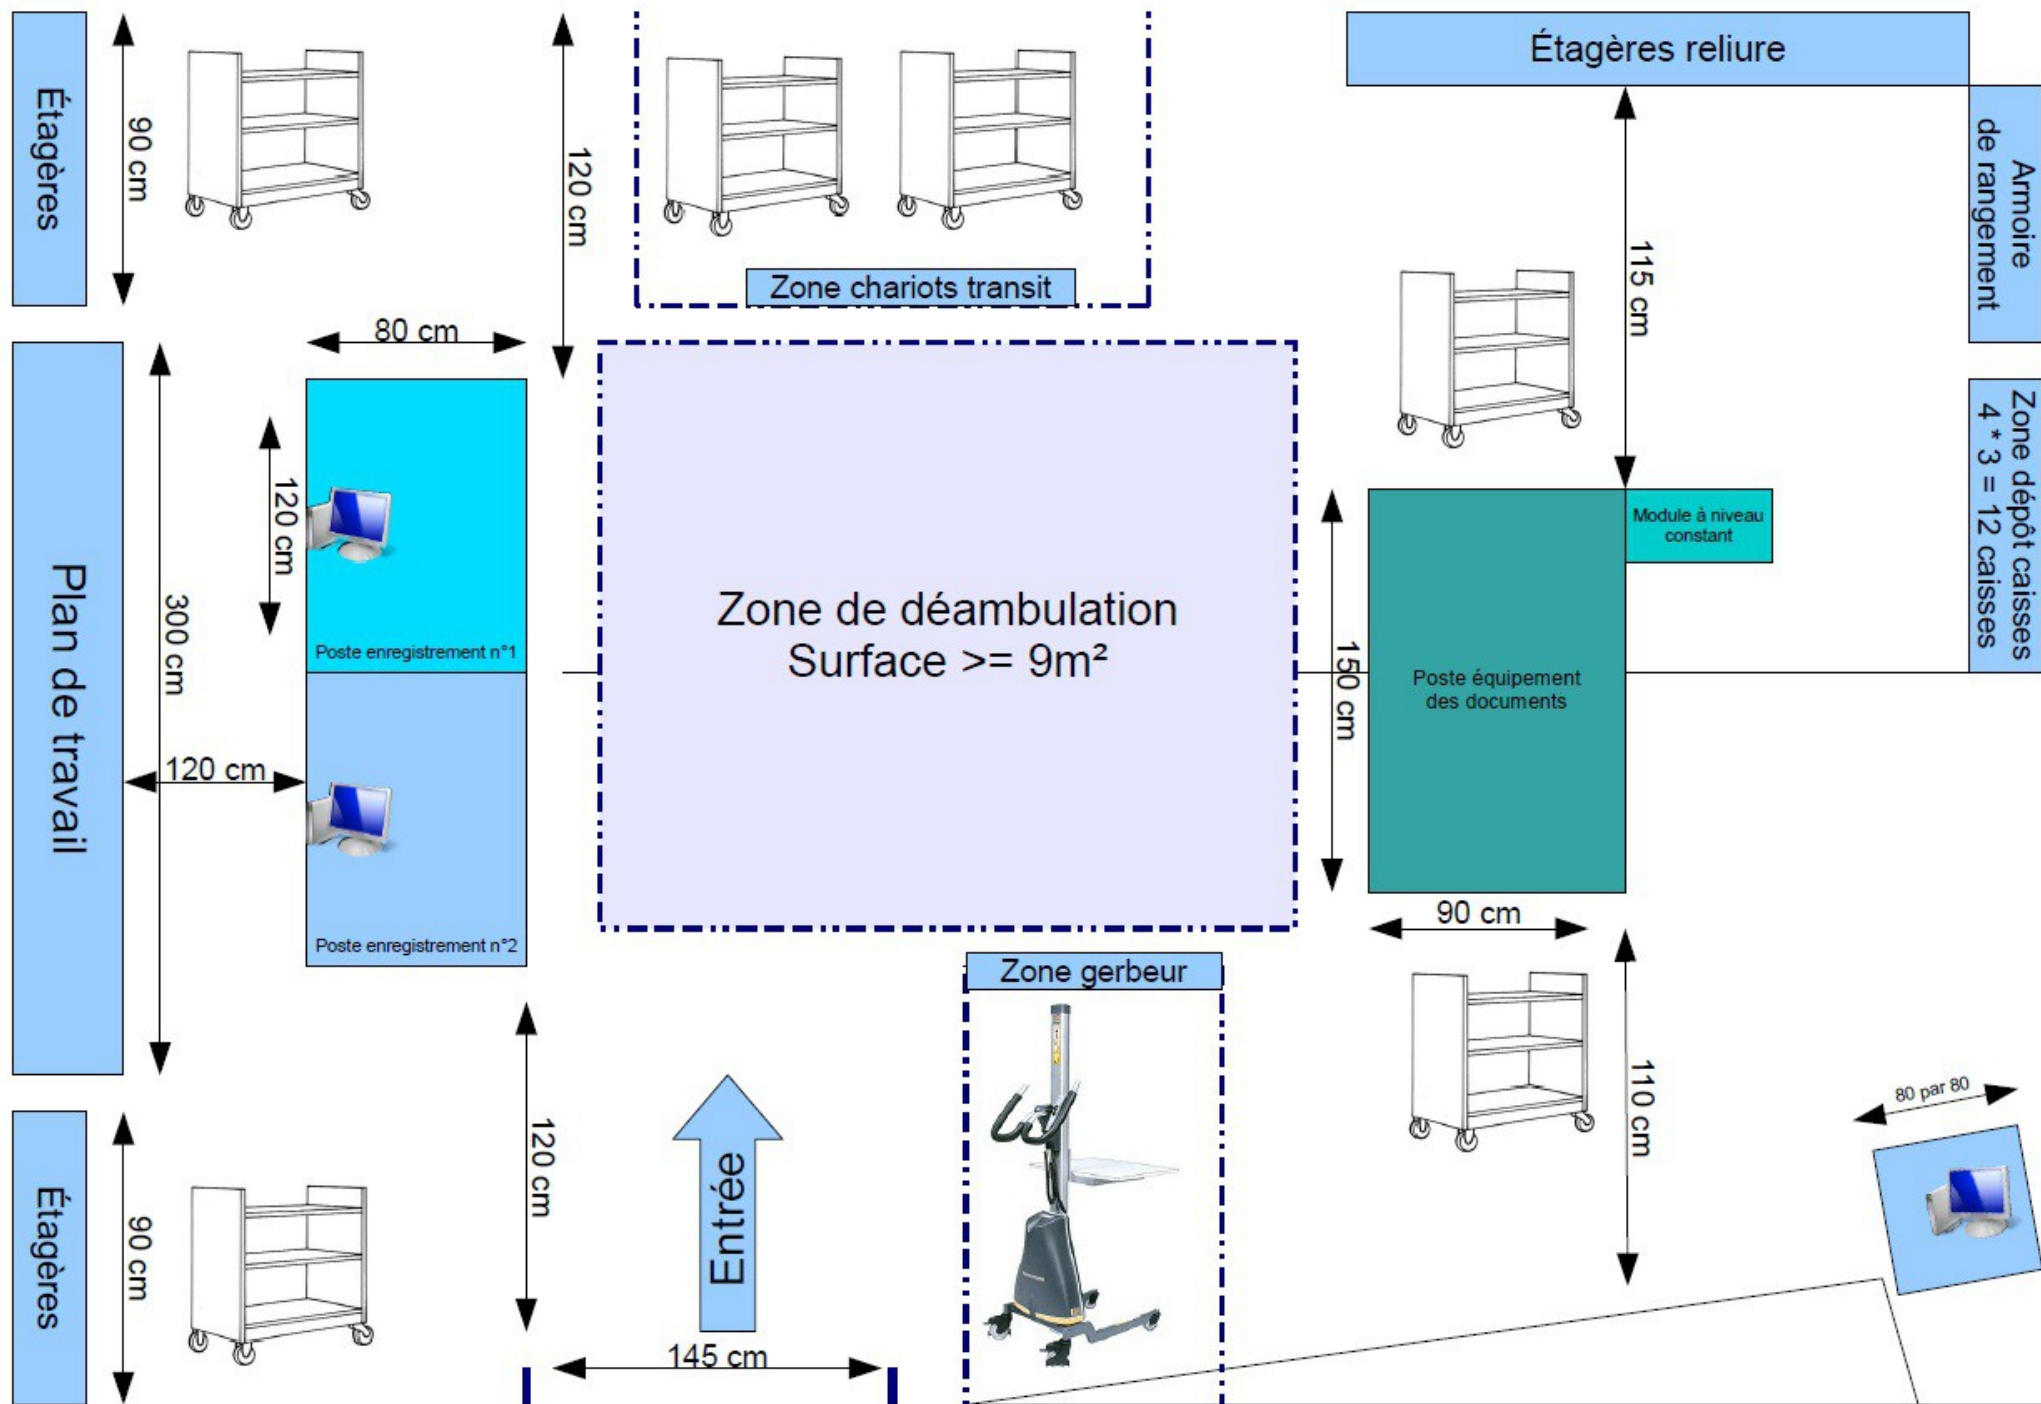 Étagères
90 cm
120 cm
Zone chariots transit
Étagères reliure
Armoire
de rangement
115 cm
80 cm
Plan de travail
300 cm
120 cm
Poste enregistrement n°1
Zone de déambulation
Surface >= 9m²
150 cm
Module à niveau
constant
Zone dépôt caisses
4 * 3 = 12 caisses
Poste équipement
des documents
120 cm
Poste enregistrement n°2
90 cm
Zone gerbeur
110 cm
80 par 80
Étagères
90 cm
120 cm
Entrée
145 cm